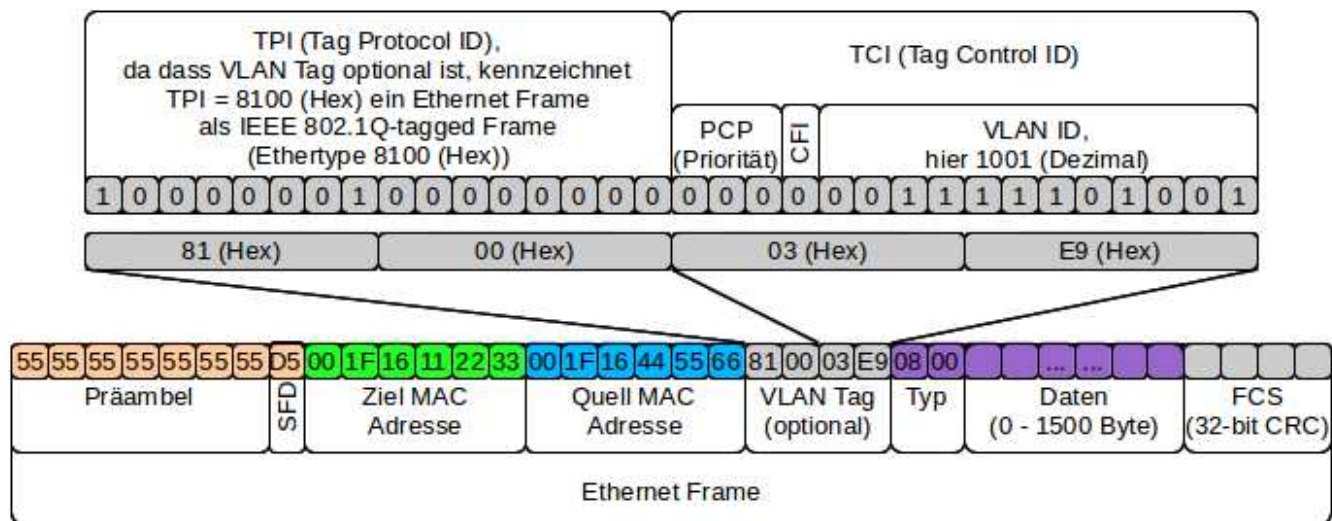 TPI (Tag Protocol ID),
da dass VLAN Tag optional ist, kennzeichnet
TPI = 8100 (Hex) ein Ethernet Frame
als IEEE 802.1Q-tagged Frame
(Ethertype 8100 (Hex))
TCI (Tag Control ID)
PCP
(Priorität)
CFI
VLAN ID,
hier 1001 (Dezimal)
1 0 0 0 0 0 0 1 0 0 0 0 0 0 0 0 0 0 0 0 0 0 1 1 1 1 1 0 1 0 0 1
81 (Hex) 00 (Hex) 03 (Hex) E9 (Hex)
55 55 55 55 55 55 55 D5 00 1F 16 11 22 33 00 1F 16 44 55 66 81 00 03 E9 08 00 ... ...
Präambel
SFD
Ziel MAC
Adresse
Quell MAC
Adresse
VLAN Tag
(optional)
Typ
Daten
(0 - 1500 Byte)
FCS
(32-bit CRC)
Ethernet Frame